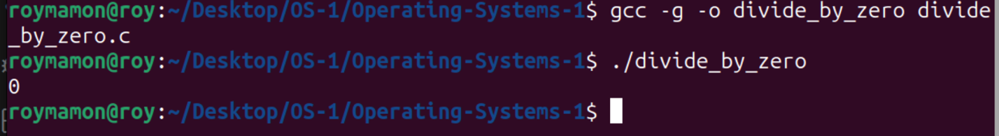 roymamon@roy:~/Desktop/OS-1/Operating-Systems-1$ gcc -g -o divide_by_zero divide
_by_zero.c
roymamon@roy:~/Desktop/OS-1/Operating-Systems-1$ ./divide_by_zero
0
roymamon@roy:~/Desktop/OS-1/Operating-Systems-1$